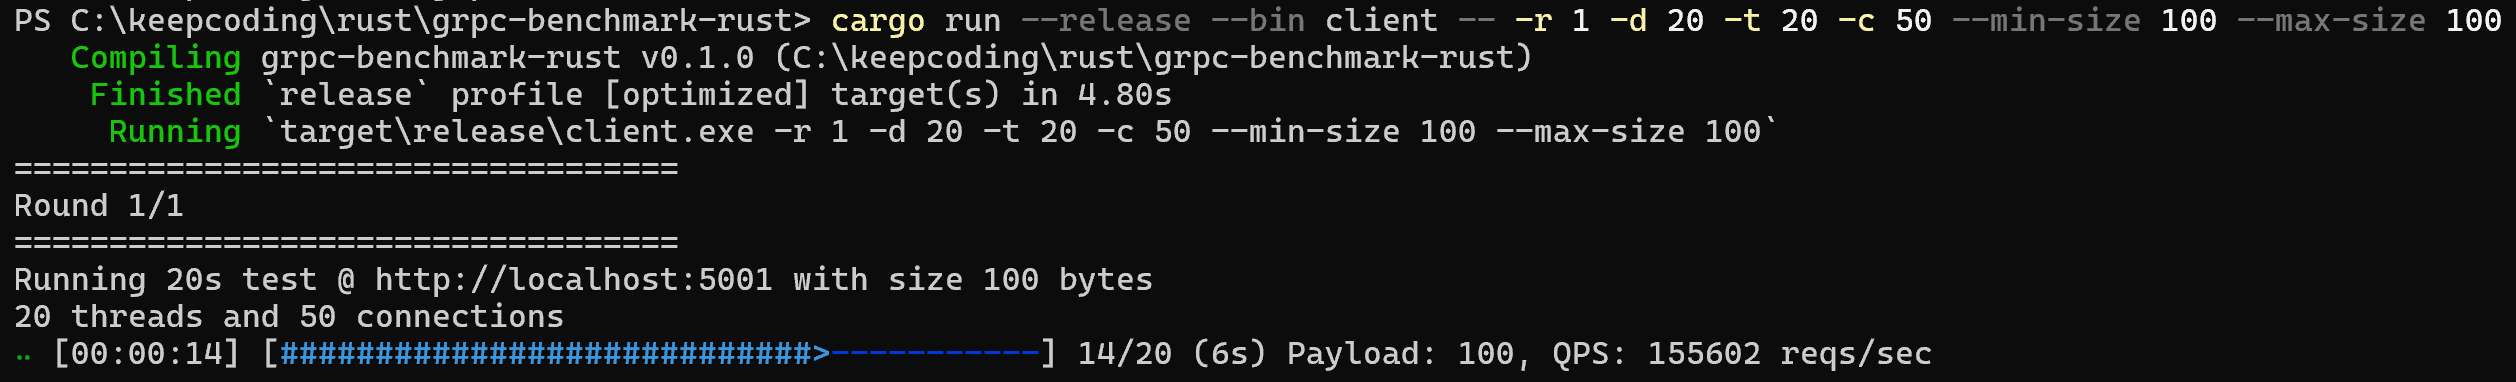 PS C:\keepcoding\rust\grpc-benchmark-rust> cargo run --release --bin client -- -r 1 -d 20 -t 20 -c 50 --min-size 100 --max-size 100
   Compiling grpc-benchmark-rust v0.1.0 (C:\keepcoding\rust\grpc-benchmark-rust)
    Finished `release` profile [optimized] target(s) in 4.80s
     Running `target\release\client.exe -r 1 -d 20 -t 20 -c 50 --min-size 100 --max-size 100`
===================================
Round 1/1
===================================
Running 20s test @ http://localhost:5001 with size 100 bytes
20 threads and 50 connections
.. [00:00:14] [############################>-----------] 14/20 (6s) Payload: 100, QPS: 155602 reqs/sec